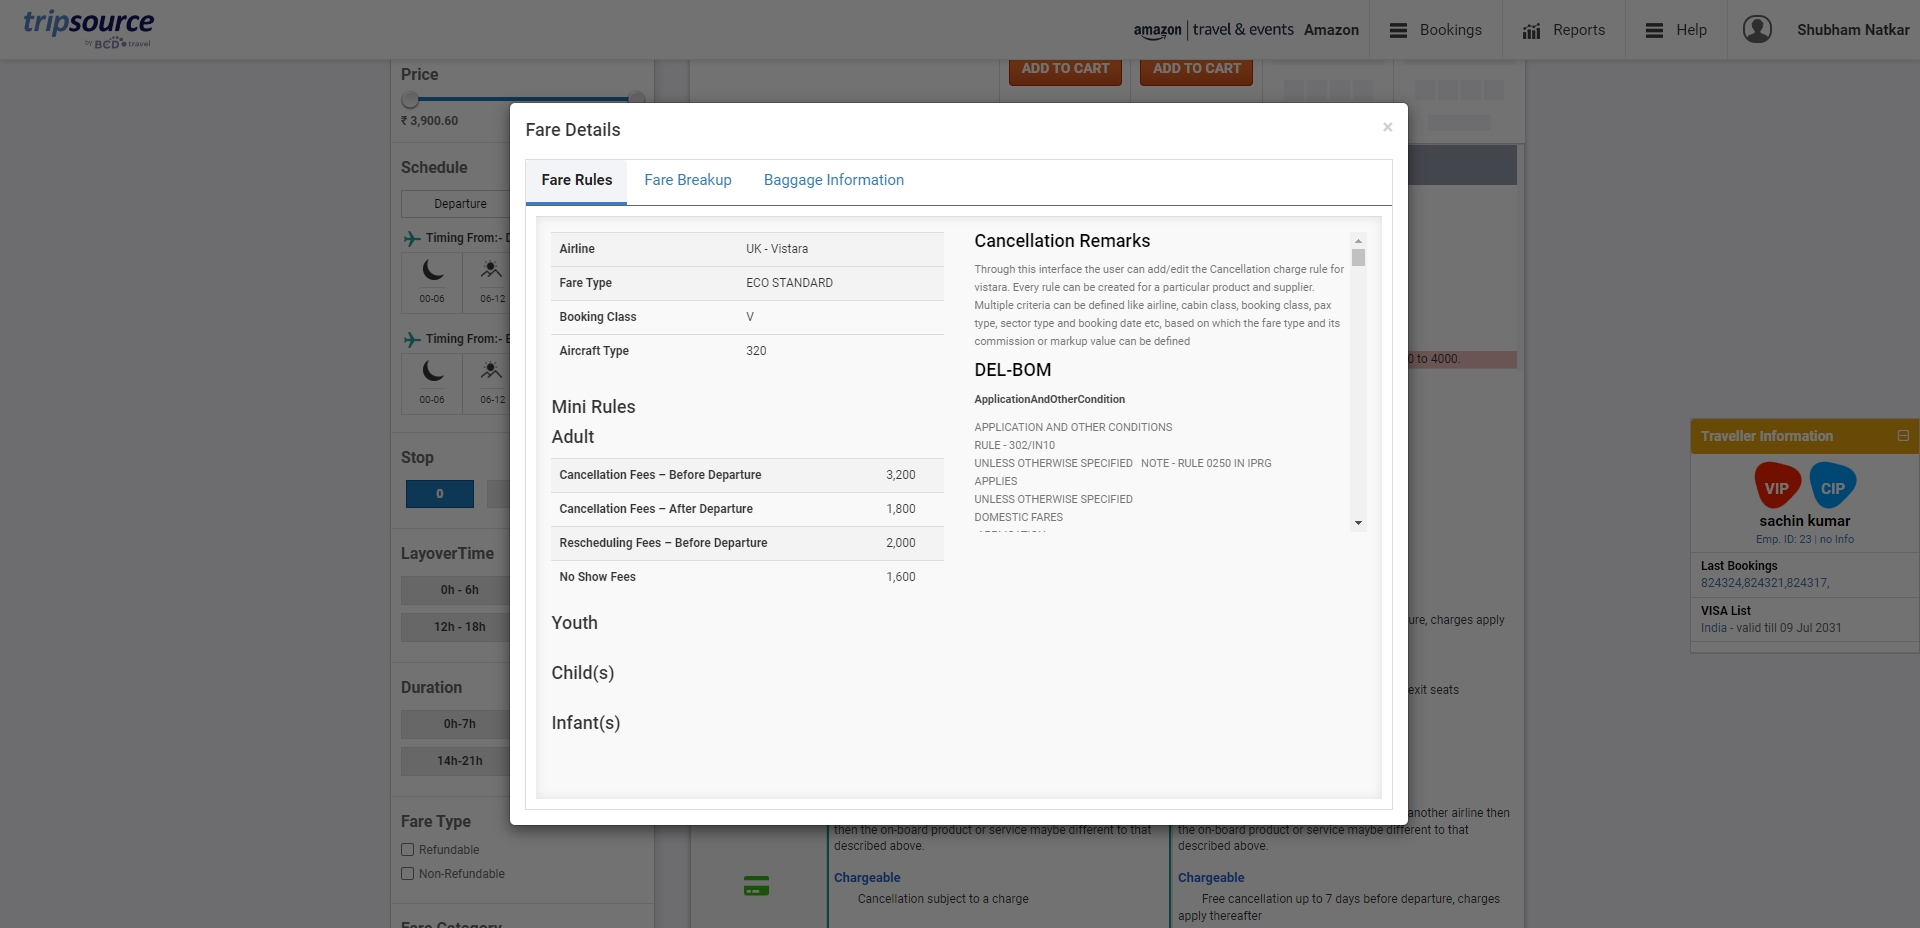 tripsource
by BCD travel
amazon | travel & events Amazon
Bookings
Reports
Help
Shubham Natkar
Price
₹ 3,900.60
Schedule
Departure
Timing From:-
00-06
06-12
Timing From:-
00-06
06-12
Stop
0
LayoverTime
0h - 6h
12h - 18h
Duration
0h-7h
14h-21h
Fare Type
Refundable
Non-Refundable
Fare Category
ADD TO CART
ADD TO CART
Fare Details
×
Fare Rules
Fare Breakup
Baggage Information
Airline UK - Vistara
Fare Type ECO STANDARD
Booking Class V
Aircraft Type 320
Mini Rules
Adult
Cancellation Fees – Before Departure 3,200
Cancellation Fees – After Departure 1,800
Rescheduling Fees – Before Departure 2,000
No Show Fees 1,600
Youth
Child(s)
Infant(s)
Cancellation Remarks
Through this interface the user can add/edit the Cancellation charge rule for
vistara. Every rule can be created for a particular product and supplier.
Multiple criteria can be defined like airline, cabin class, booking class, pax
type, sector type and booking date etc, based on which the fare type and its
commission or markup value can be defined
DEL-BOM
ApplicationAndOtherCondition
APPLICATION AND OTHER CONDITIONS
RULE - 302/IN10
UNLESS OTHERWISE SPECIFIED NOTE - RULE 0250 IN IPRG
APPLIES
UNLESS OTHERWISE SPECIFIED
DOMESTIC FARES
0 to 4000.
ure, charges apply
exit seats
another airline then
then the on-board product or service maybe different to that
described above.
the on-board product or service maybe different to that
described above.
Chargeable
Cancellation subject to a charge
Chargeable
Free cancellation up to 7 days before departure, charges
apply thereafter
Traveller Information
VIP
CIP
sachin kumar
Emp. ID: 23 | no Info
Last Bookings
824324,824321,824317,
VISA List
India - valid till 09 Jul 2031